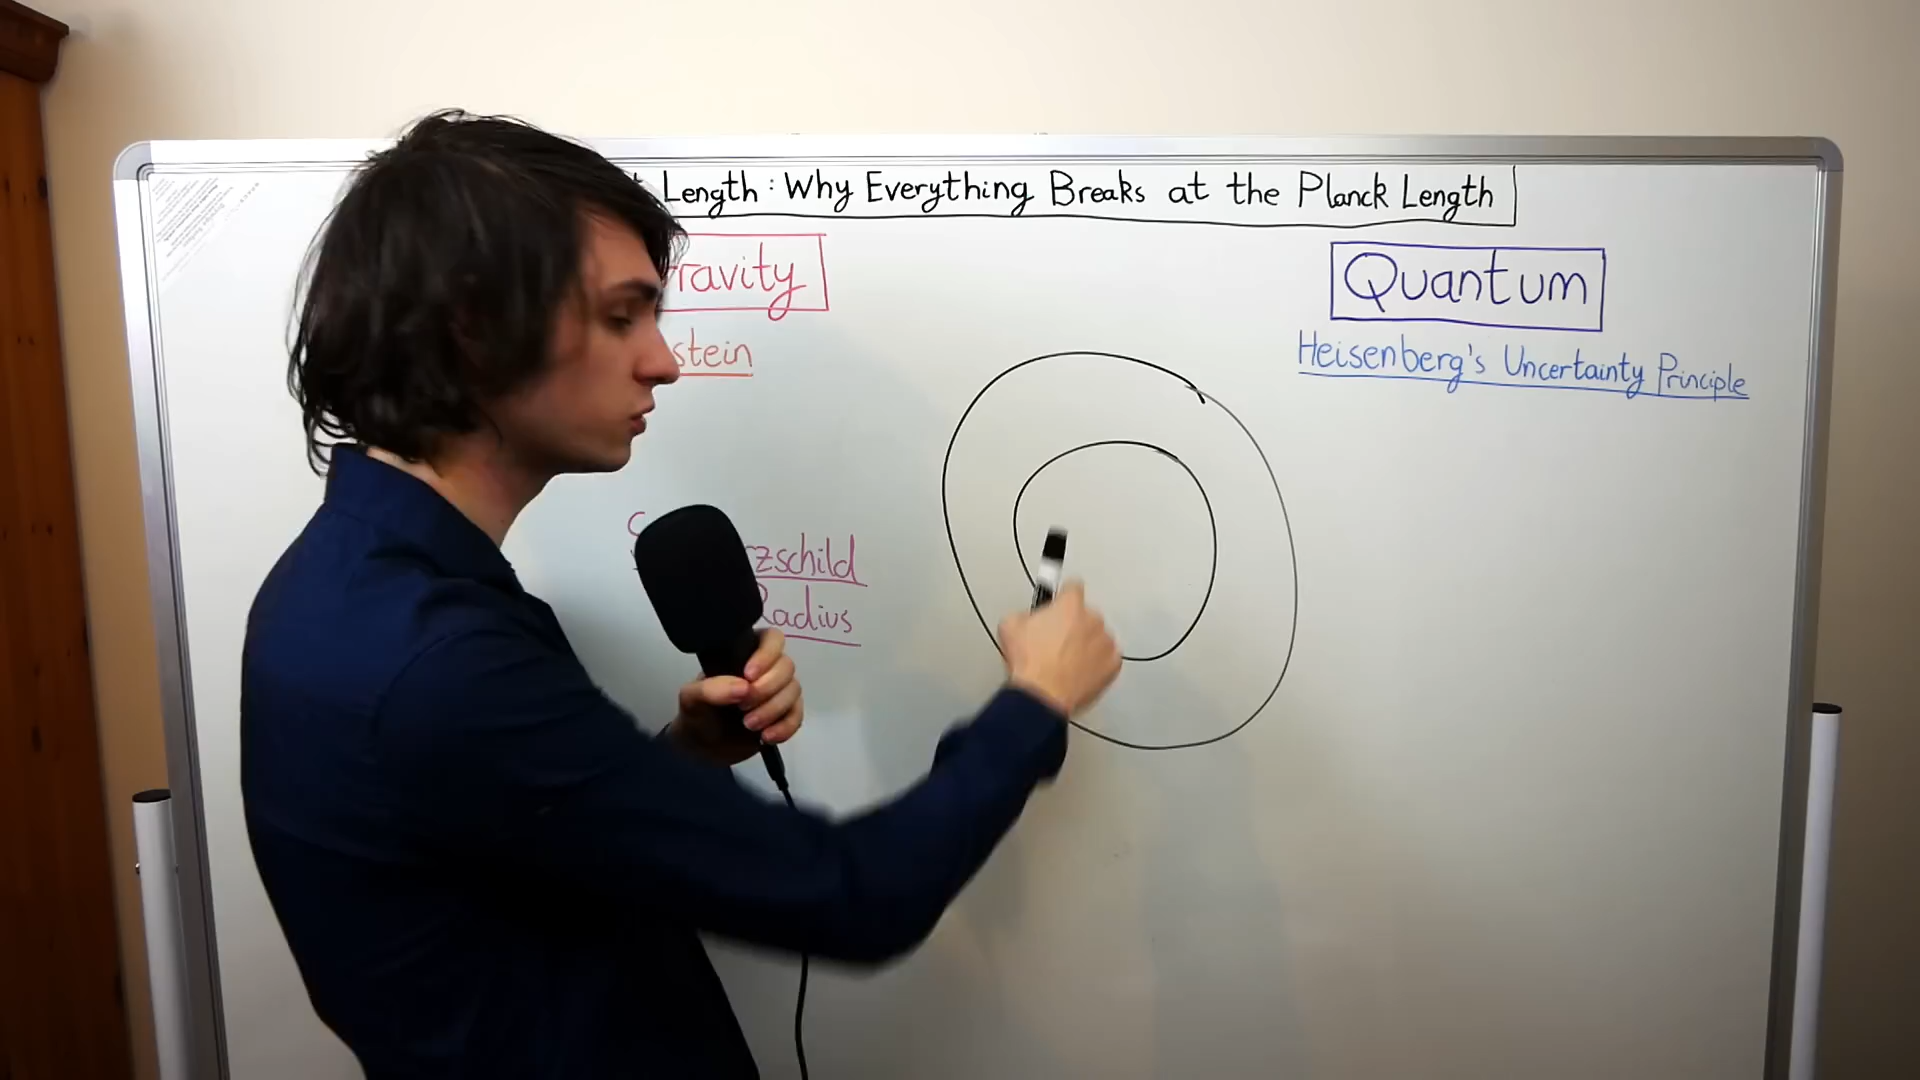 Length : Why Everything Breaks at the Planck Length
ravity
Quantum
stein
Heisenberg's Uncertainty Principle
zschild
Radius